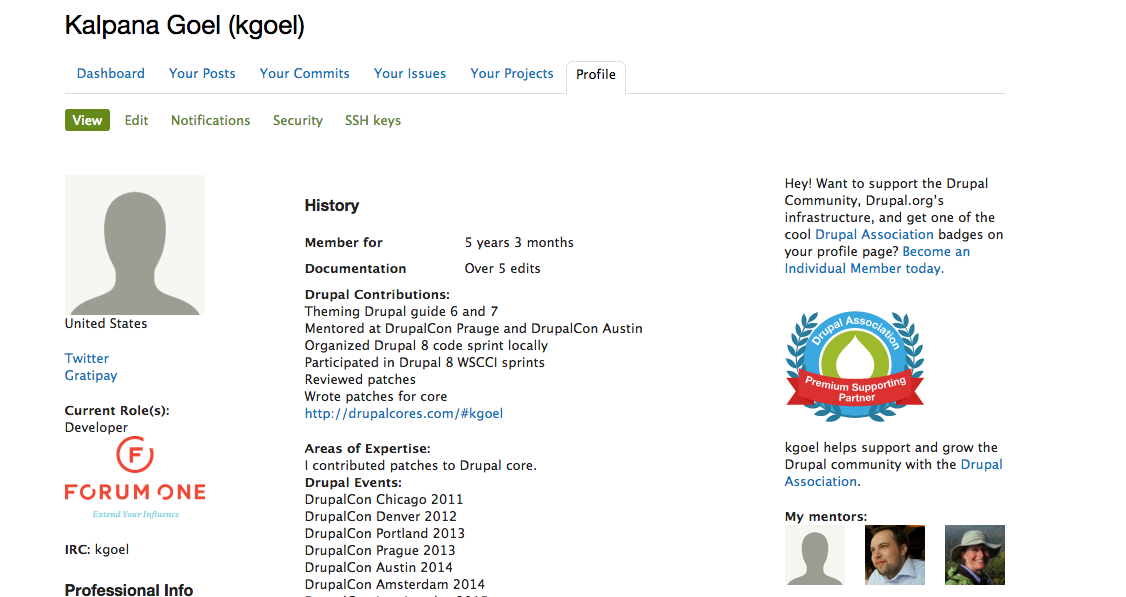 Kalpana Goel (kgoel)
Dashboard
Your Posts
Your Commits
Your Issues
Your Projects
Profile
View
Edit
Notifications
Security
SSH keys
United States
Twitter
Gratipay
Current Role(s):
Developer
F
FORUM ONE
Extend Your Influence
IRC: kgoel
Professional Info
History
Member for 5 years 3 months
Documentation Over 5 edits
Drupal Contributions:
Theming Drupal guide 6 and 7
Mentored at DrupalCon Prauge and DrupalCon Austin
Organized Drupal 8 code sprint locally
Participated in Drupal 8 WSCCI sprints
Reviewed patches
Wrote patches for core
http://drupalcores.com/#kgoel
Areas of Expertise:
I contributed patches to Drupal core.
Drupal Events:
DrupalCon Chicago 2011
DrupalCon Denver 2012
DrupalCon Portland 2013
DrupalCon Prague 2013
DrupalCon Austin 2014
DrupalCon Amsterdam 2014
Hey! Want to support the Drupal
Community, Drupal.org's
infrastructure, and get one of the
cool Drupal Association badges on
your profile page? Become an
Individual Member today.
Drupal Association
Premium Supporting
Partner
kgoel helps support and grow the
Drupal community with the Drupal
Association.
My mentors: